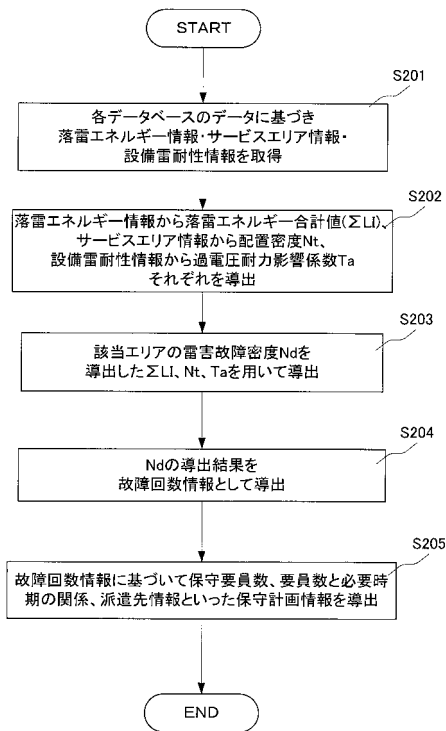 START
S201
各データベースのデータに基づき
落雷エネルギー情報・サービスエリア情報・
設備雷耐性情報を取得
S202
落雷エネルギー情報から落雷エネルギー合計値(ΣLI)、
サービスエリア情報から配置密度Nt、
設備雷耐性情報から過電圧耐力影響係数Ta
それぞれを導出
S203
該当エリアの雷害故障密度Ndを
導出したΣLI、Nt、Taを用いて導出
S204
Ndの導出結果を
故障回数情報として導出
S205
故障回数情報に基づいて保守要員数、要員数と必要時
期の関係、派遣先情報といった保守計画情報を導出
END